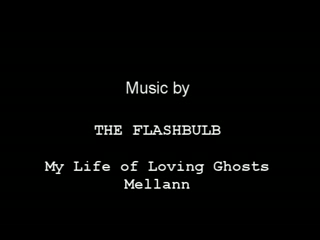 Music by
THE FLASHBULB
My Life of Loving Ghosts
Mellann